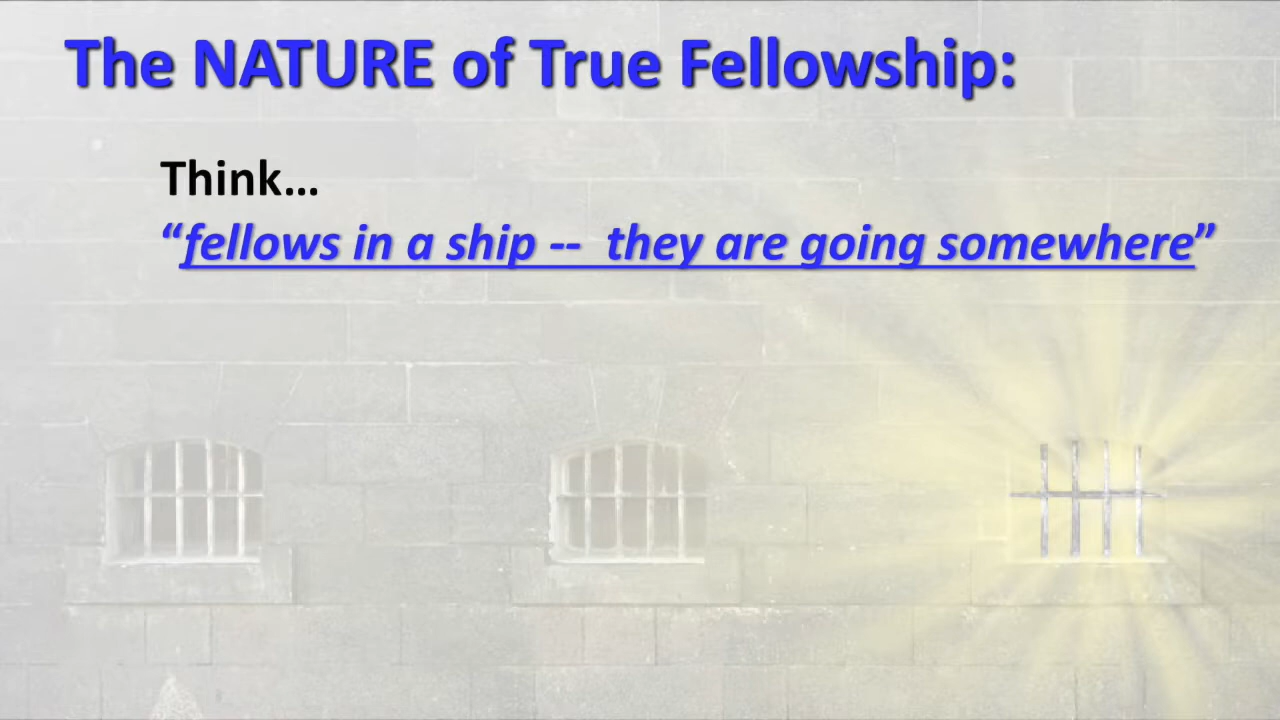 The NATURE of True Fellowship:
Think…
“fellows in a ship --  they are going somewhere”